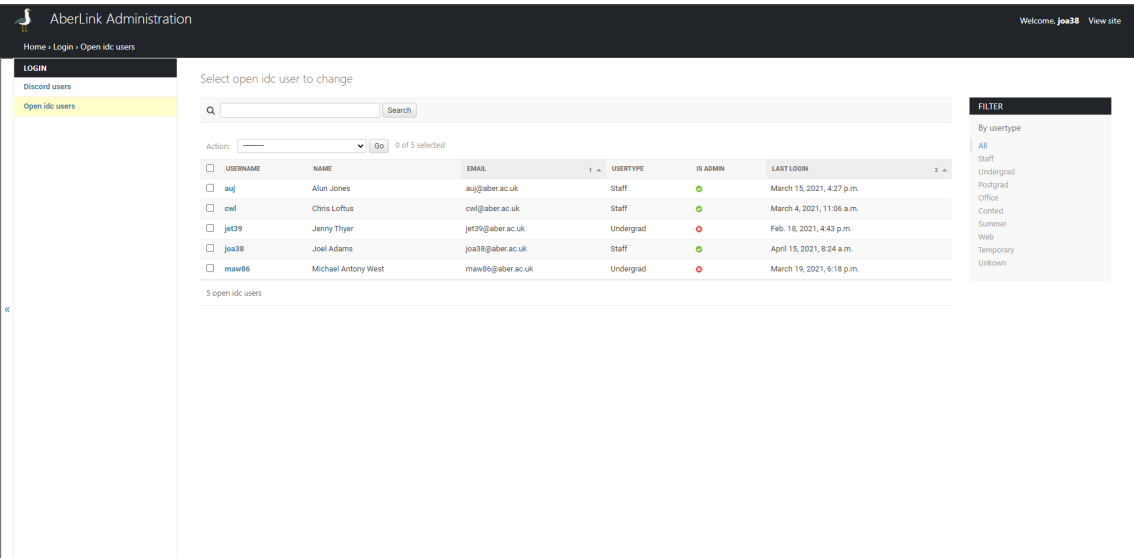 AberLink Administration
Welcome, joa38 View site
Home › Login › Open idc users
LOGIN
Discord users
Open idc users
«
Select open idc user to change
Search
Action: --------- Go 0 of 5 selected
USERNAME NAME EMAIL 1 USERTYPE IS ADMIN LAST LOGIN 2
auj Alun Jones auj@aber.ac.uk Staff March 15, 2021, 4:27 p.m.
cwl Chris Loftus cwl@aber.ac.uk Staff March 4, 2021, 11:06 a.m.
jet39 Jenny Thyer jet39@aber.ac.uk Undergrad Feb. 18, 2021, 4:43 p.m.
joa38 Joel Adams joa38@aber.ac.uk Staff April 15, 2021, 8:24 a.m.
maw86 Michael Antony West maw86@aber.ac.uk Undergrad March 19, 2021, 6:18 p.m.
5 open idc users
FILTER
By usertype
All
Staff
Undergrad
Postgrad
Office
Conted
Summer
Web
Temporary
Unkown